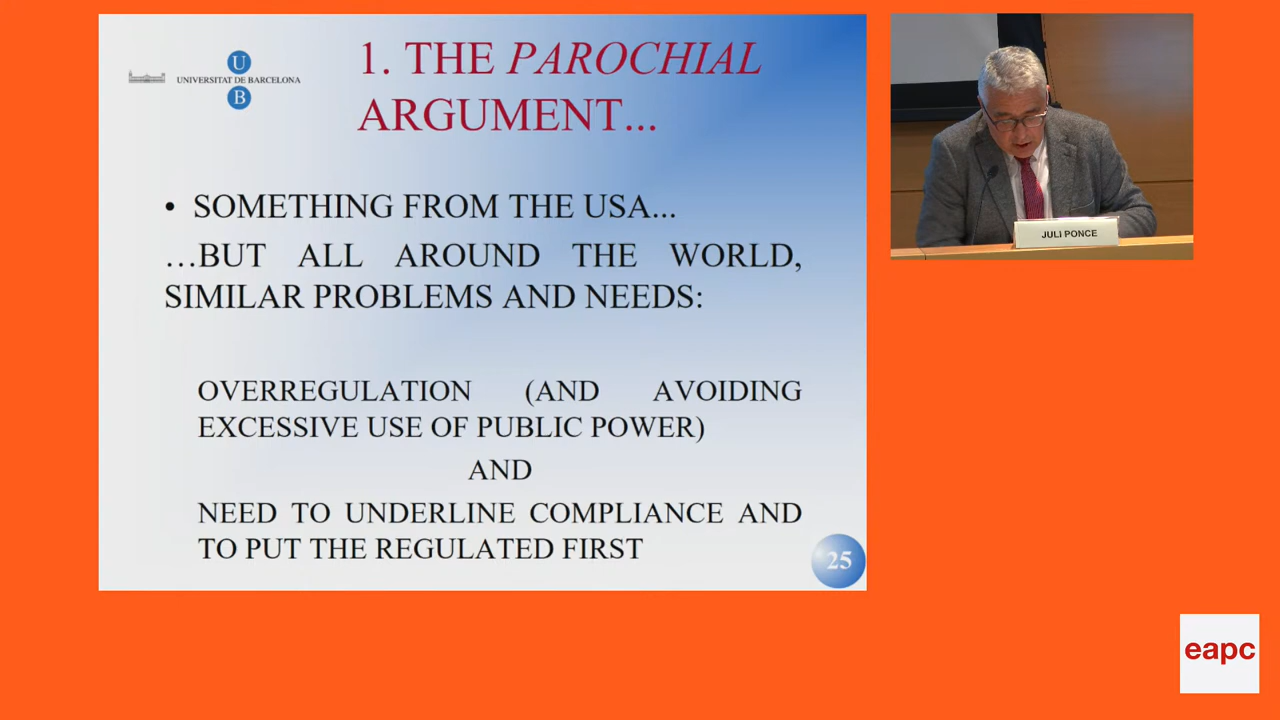 U
UNIVERSITAT DE BARCELONA
B
1. THE PAROCHIAL
ARGUMENT...
• SOMETHING FROM THE USA...
…BUT ALL AROUND THE WORLD,
SIMILAR PROBLEMS AND NEEDS:
OVERREGULATION (AND AVOIDING
EXCESSIVE USE OF PUBLIC POWER)
AND
NEED TO UNDERLINE COMPLIANCE AND
TO PUT THE REGULATED FIRST
25
JULI PONCE
eapc